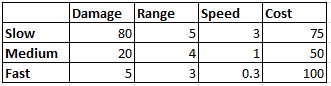 Damage Range Speed Cost
Slow 80 5 3 75
Medium 20 4 1 50
Fast 5 3 0.3 100